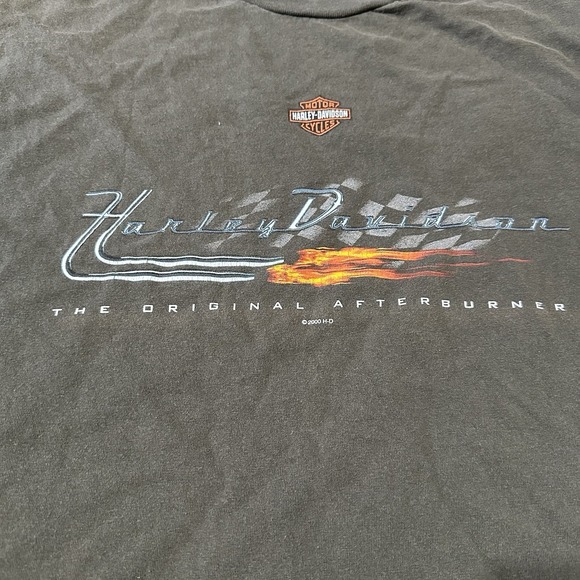 MOTOR
HARLEY-DAVIDSON
CYCLES
Harley Davidson
THE ORIGINAL AFTERBURNER
©2000 H-D